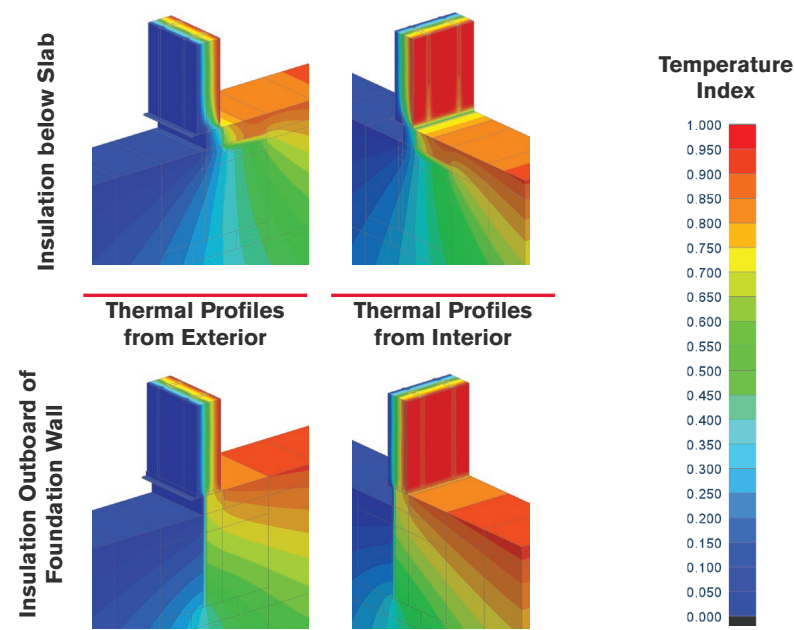 Insulation below Slab
Thermal Profiles
from Exterior
Thermal Profiles
from Interior
Insulation Outboard of
Foundation Wall
Temperature
Index
1.000
0.950
0.900
0.850
0.800
0.750
0.700
0.650
0.600
0.550
0.500
0.450
0.400
0.350
0.300
0.250
0.200
0.150
0.100
0.050
0.000